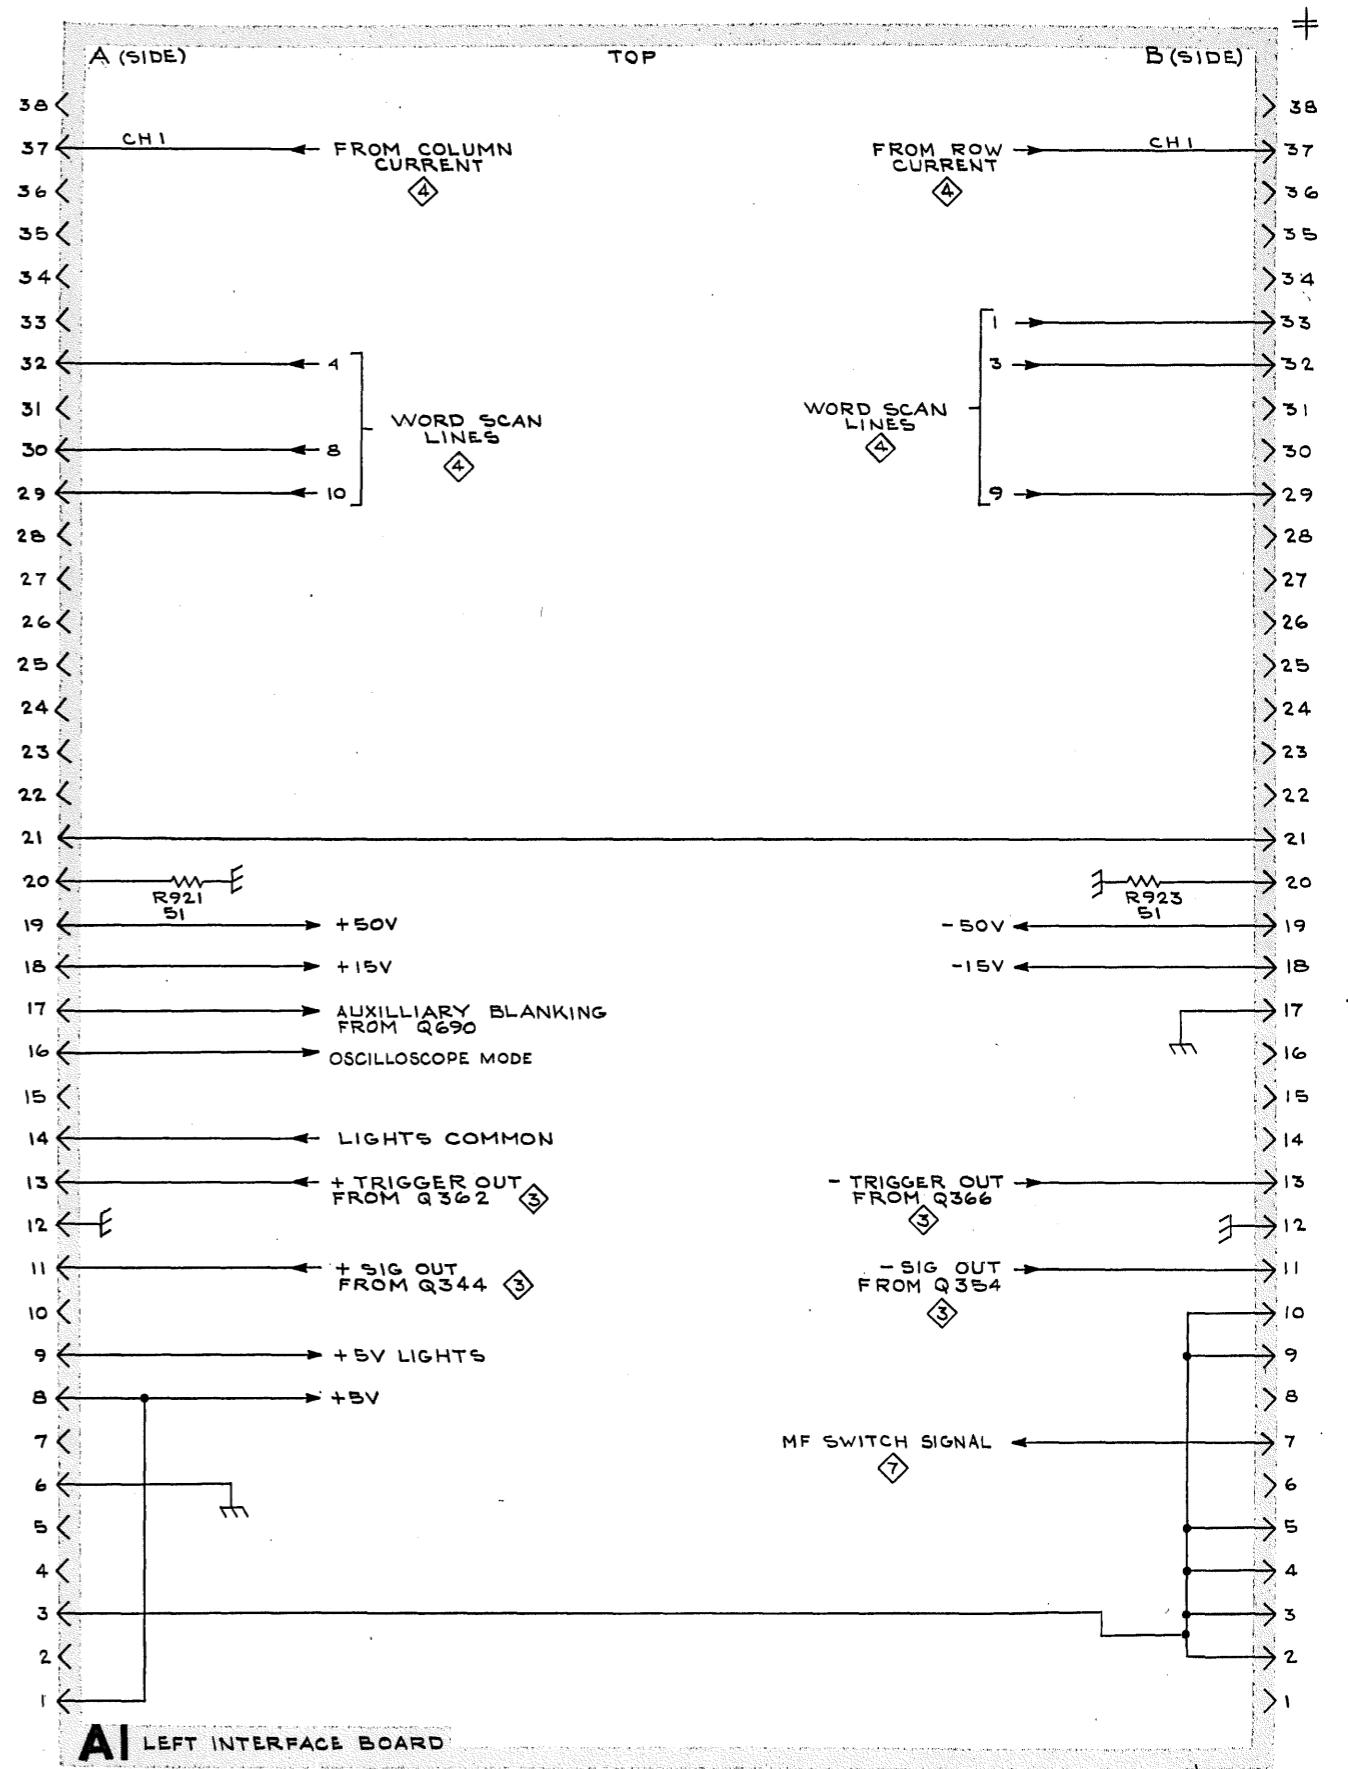 A (SIDE) TOP B (SIDE)
38 38
37 CH 1 FROM COLUMN FROM ROW CH 1 37
CURRENT CURRENT
36 4 4 36
35 35
34 34
33 1 33
32 4 3 32
31 WORD SCAN WORD SCAN 31
LINES LINES
30 8 4 30
4
29 10 9 29
28 28
27 27
26 26
25 25
24 24
23 23
22 22
21 21
20 20
R921 R923
51 51
19 +50V -50V 19
18 +15V -15V 18
17 AUXILLIARY BLANKING 17
FROM Q690
16 OSCILLOSCOPE MODE 16
15 15
14 LIGHTS COMMON 14
13 + TRIGGER OUT - TRIGGER OUT 13
FROM Q362 3 FROM Q366
12 3 12
11 + SIG OUT - SIG OUT 11
FROM Q344 3 FROM Q354
10 3 10
9 +5V LIGHTS 9
8 +5V 8
7 MF SWITCH SIGNAL 7
7
6 6
5 5
4 4
3 3
2 2
1 1
A1 LEFT INTERFACE BOARD